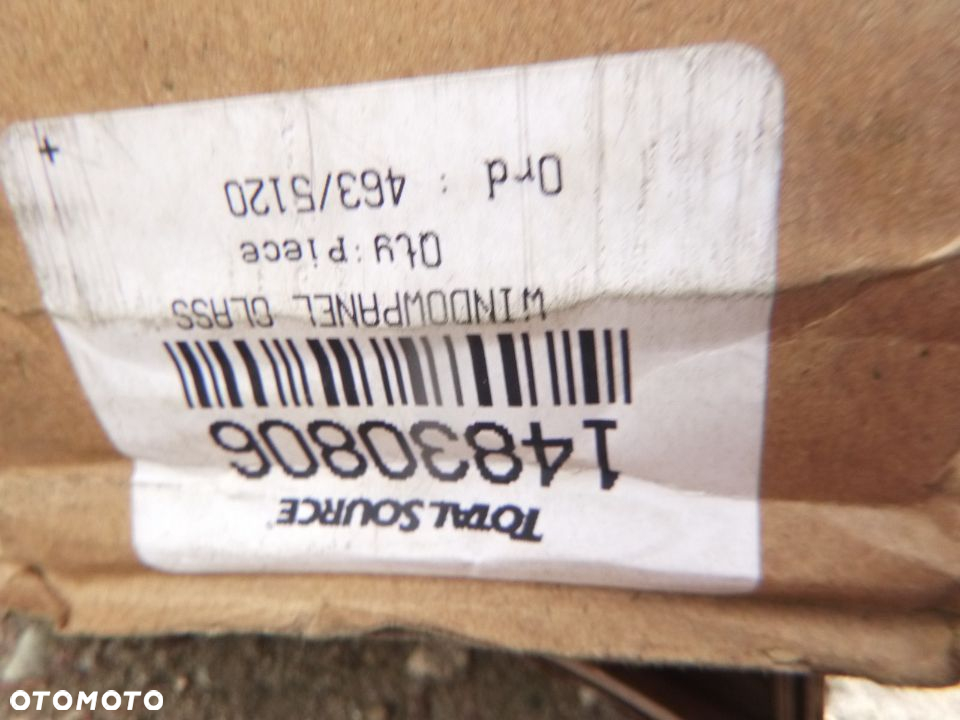 TOTAL SOURCE®
14830806
WINDOWPANEL GLASS
Qty:Piece
Ord : 463/5120
+
OTOMOTO